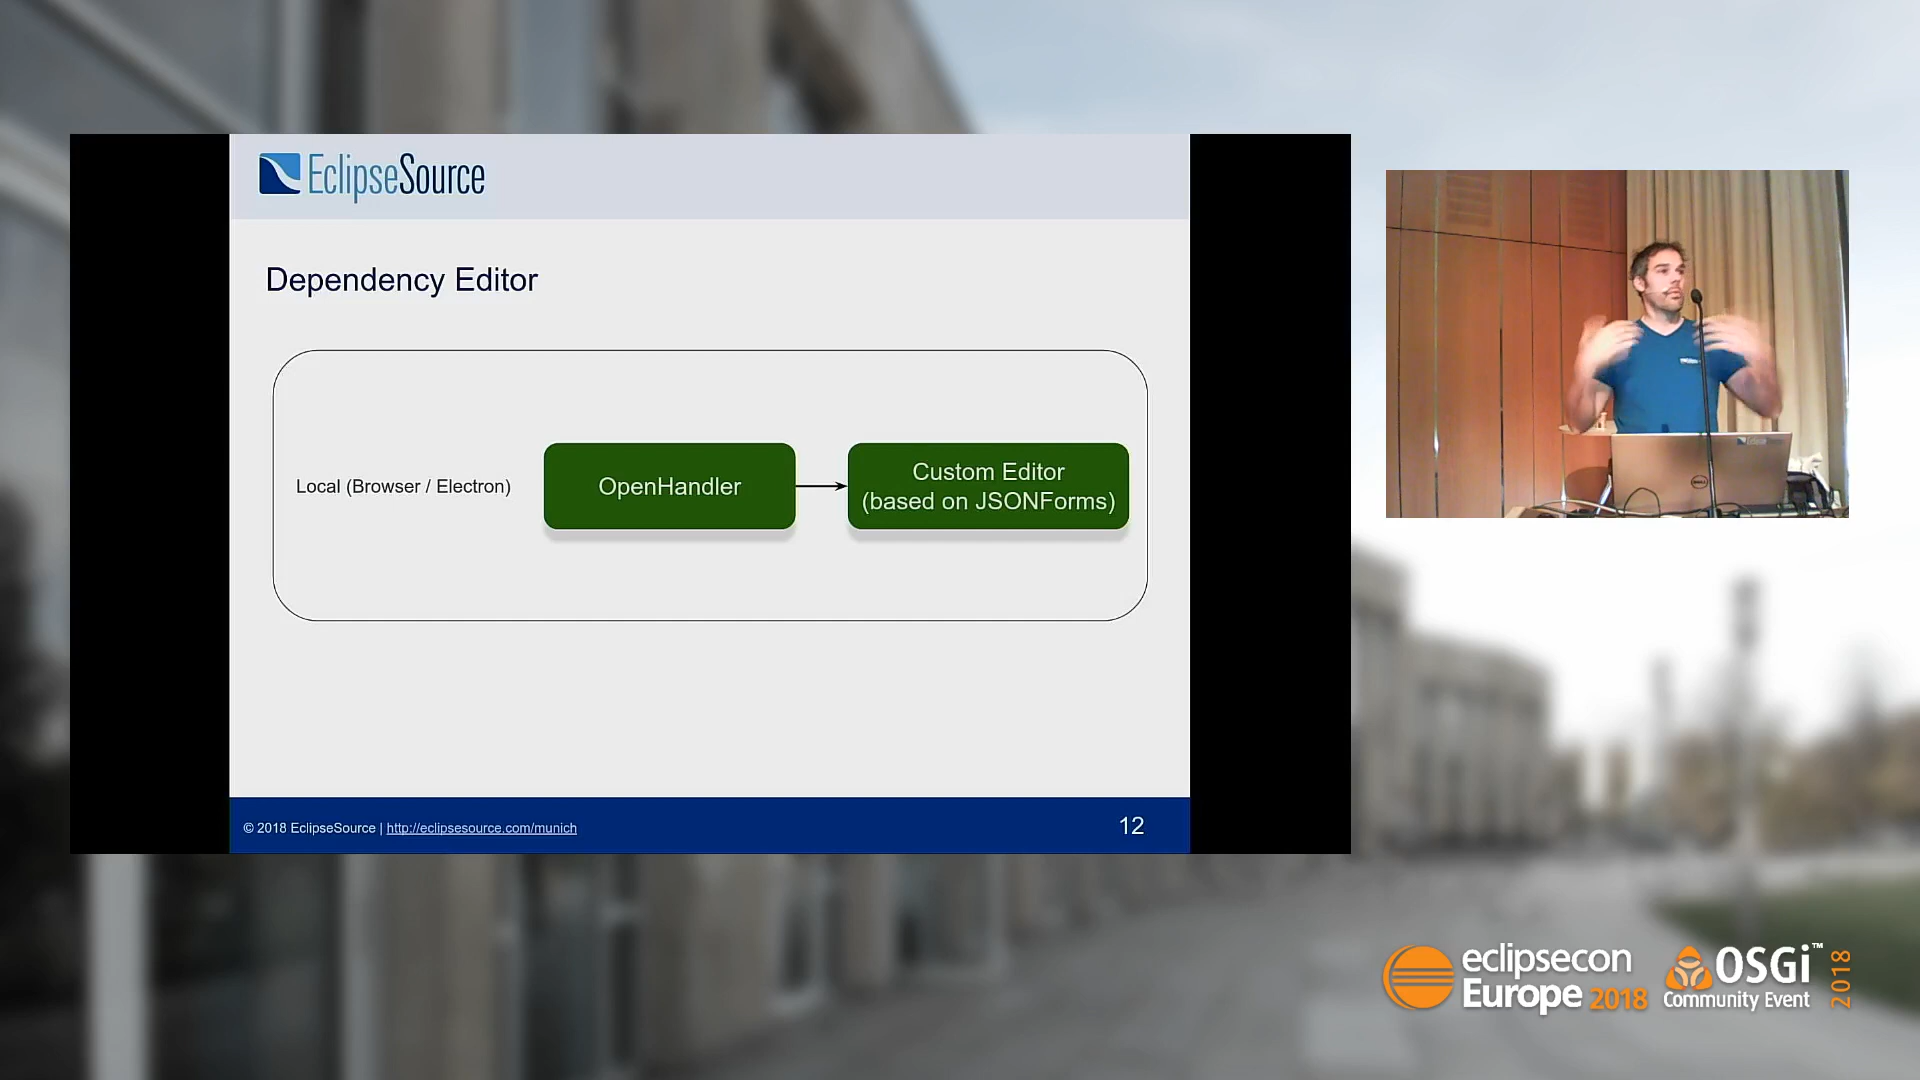 EclipseSource
Dependency Editor
Local (Browser / Electron)
OpenHandler
Custom Editor
(based on JSONForms)
© 2018 EclipseSource | http://eclipsesource.com/munich
12
eclipsecon
Europe 2018
OSGi™
Community Event
2018